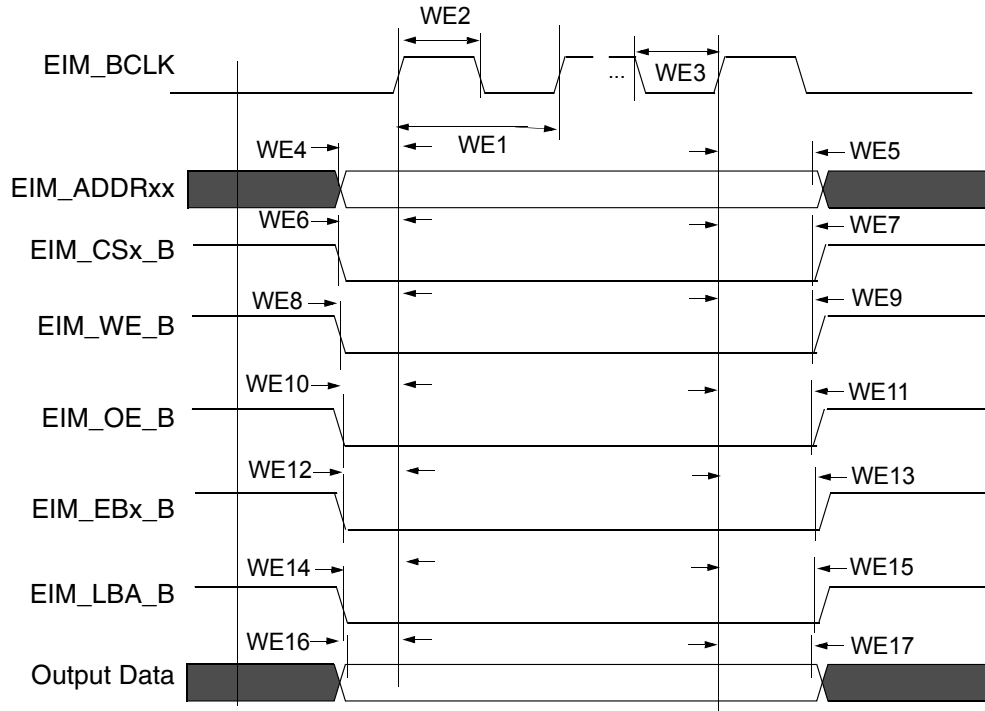 WE2
EIM_BCLK
...
WE3
WE1
WE4
WE5
EIM_ADDRxx
WE6
WE7
EIM_CSx_B
WE8
WE9
EIM_WE_B
WE10
WE11
EIM_OE_B
WE12
WE13
EIM_EBx_B
WE14
WE15
EIM_LBA_B
WE16
WE17
Output Data